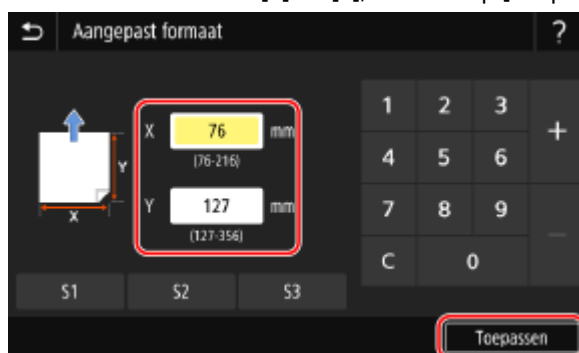 Aangepast formaat ?
X 76 mm
(76-216)
Y 127 mm
(127-356)
Y
X
1 2 3 +
4 5 6
7 8 9 −
C 0
S1 S2 S3
Toepassen